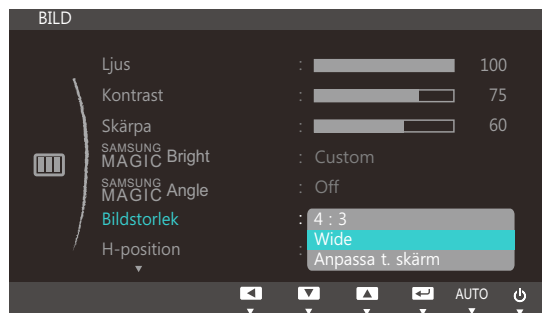 BILD
Ljus : 100
Kontrast : 75
Skärpa : 60
SAMSUNG MAGIC Bright : Custom
SAMSUNG MAGIC Angle : Off
Bildstorlek : 4 : 3
Wide
H-position : Anpassa t. skärm
AUTO